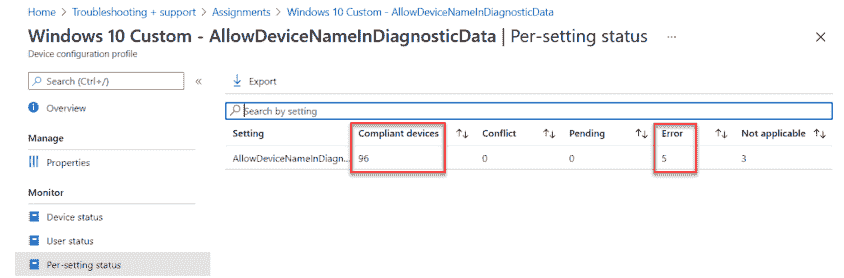 Home > Troubleshooting + support > Assignments > Windows 10 Custom - AllowDeviceNameInDiagnosticData
Windows 10 Custom - AllowDeviceNameInDiagnosticData | Per-setting status ...
Device configuration profile
Search (Ctrl+/)
«
Export
Overview
Search by setting
Manage
Setting Compliant devices ↑↓ Conflict ↑↓ Pending ↑↓ Error ↑↓ Not applicable ↑↓
Properties
AllowDeviceNameInDiagn... 96 0 0 5 3
Monitor
Device status
User status
Per-setting status